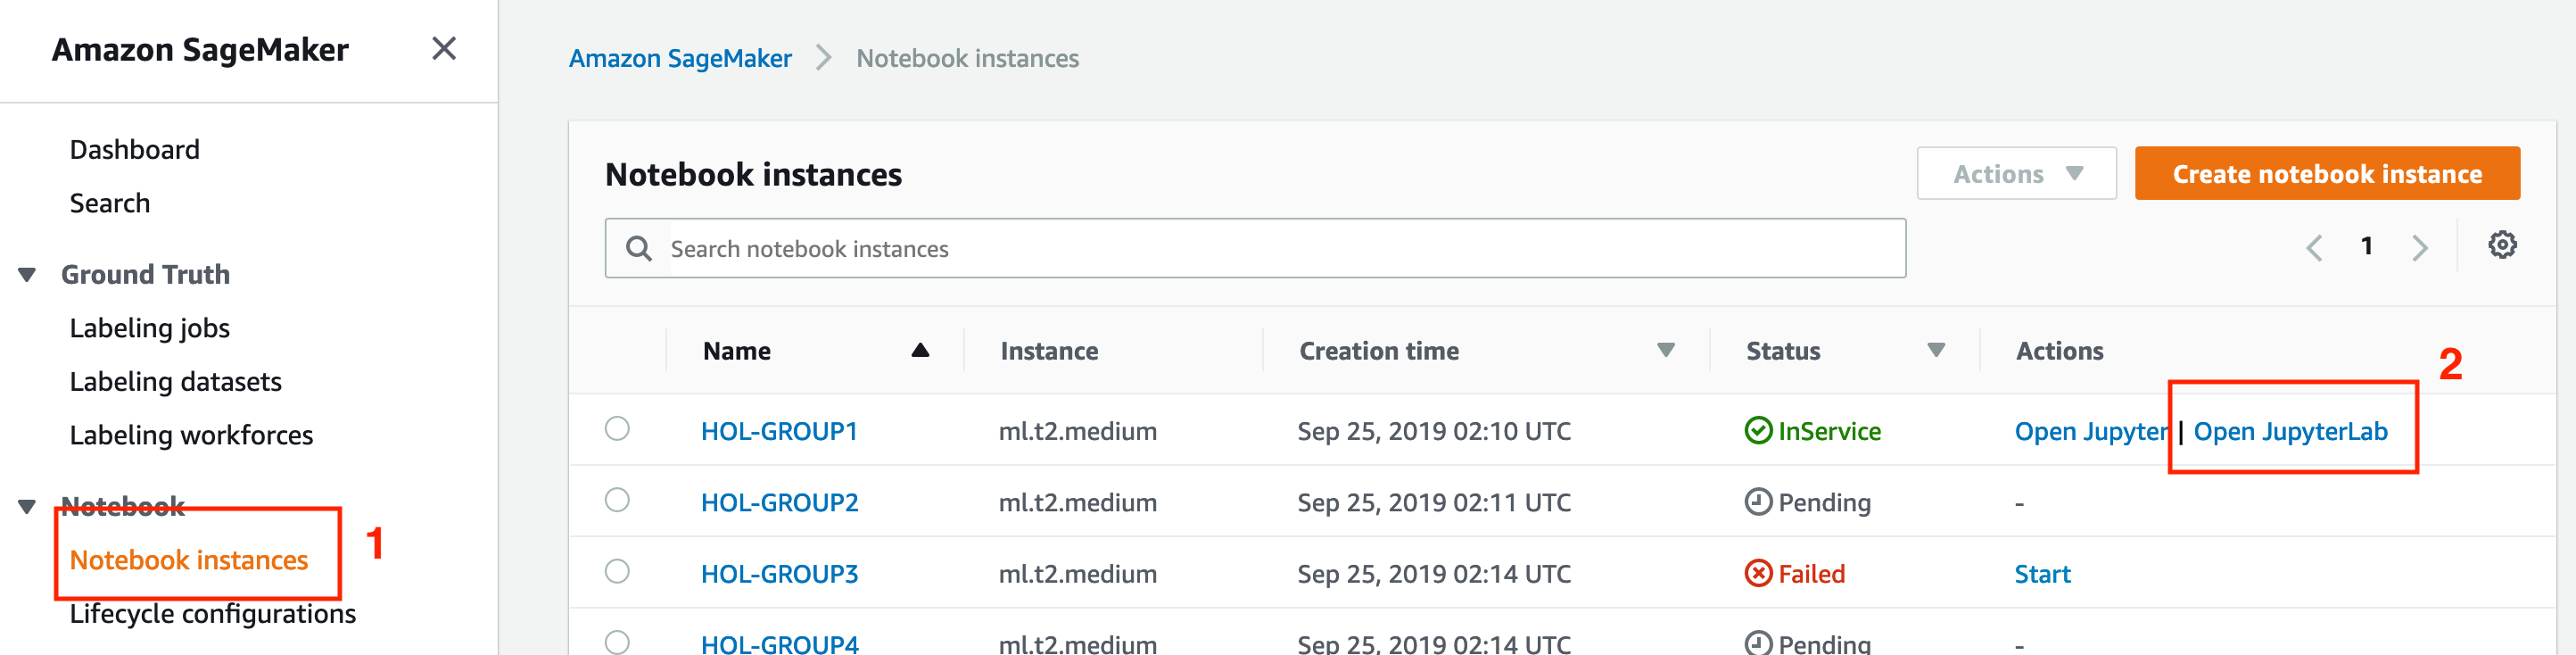 Amazon SageMaker
Dashboard
Search
Ground Truth
Labeling jobs
Labeling datasets
Labeling workforces
Notebook
Notebook instances
1
Lifecycle configurations
Amazon SageMaker > Notebook instances
Notebook instances
Actions
Create notebook instance
Search notebook instances
1
Name Instance Creation time Status Actions
2
HOL-GROUP1 ml.t2.medium Sep 25, 2019 02:10 UTC InService Open Jupyter | Open JupyterLab
HOL-GROUP2 ml.t2.medium Sep 25, 2019 02:11 UTC Pending -
HOL-GROUP3 ml.t2.medium Sep 25, 2019 02:14 UTC Failed Start
HOL-GROUP4 ml.t2.medium Sep 25, 2019 02:14 UTC Pending -